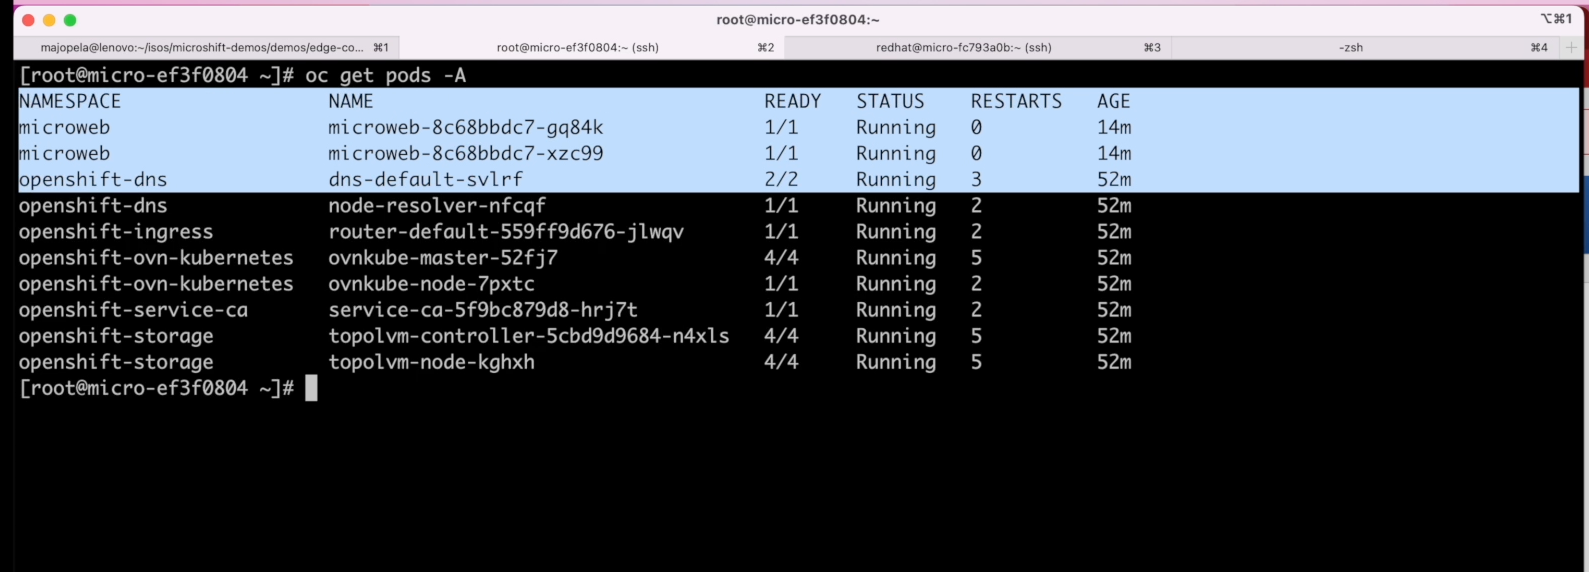 root@micro-ef3f0804:~
⌥⌘1
majopela@lenovo:~/isos/microshift-demos/demos/edge-co... ⌘1
root@micro-ef3f0804:~ (ssh) ⌘2
redhat@micro-fc793a0b:~ (ssh) ⌘3
-zsh ⌘4 +
[root@micro-ef3f0804 ~]# oc get pods -A
NAMESPACE NAME READY STATUS RESTARTS AGE
microweb microweb-8c68bbdc7-gq84k 1/1 Running 0 14m
microweb microweb-8c68bbdc7-xzc99 1/1 Running 0 14m
openshift-dns dns-default-svlrf 2/2 Running 3 52m
openshift-dns node-resolver-nfcqf 1/1 Running 2 52m
openshift-ingress router-default-559ff9d676-jlwqv 1/1 Running 2 52m
openshift-ovn-kubernetes ovnkube-master-52fj7 4/4 Running 5 52m
openshift-ovn-kubernetes ovnkube-node-7pxtc 1/1 Running 2 52m
openshift-service-ca service-ca-5f9bc879d8-hrj7t 1/1 Running 2 52m
openshift-storage topolvm-controller-5cbd9d9684-n4xls 4/4 Running 5 52m
openshift-storage topolvm-node-kghxh 4/4 Running 5 52m
[root@micro-ef3f0804 ~]#